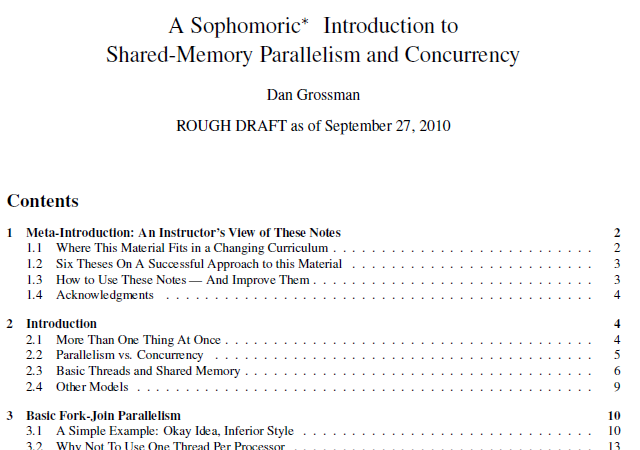 A Sophomoric* Introduction to
Shared-Memory Parallelism and Concurrency
Dan Grossman
ROUGH DRAFT as of September 27, 2010
Contents
1 Meta-Introduction: An Instructor's View of These Notes 2
1.1 Where This Material Fits in a Changing Curriculum . . . . . . . . . . . . . . . . . . . . . . . . . . . 2
1.2 Six Theses On A Successful Approach to this Material . . . . . . . . . . . . . . . . . . . . . . . . . 3
1.3 How to Use These Notes — And Improve Them . . . . . . . . . . . . . . . . . . . . . . . . . . . . . 3
1.4 Acknowledgments . . . . . . . . . . . . . . . . . . . . . . . . . . . . . . . . . . . . . . . . . . . . 4
2 Introduction 4
2.1 More Than One Thing At Once . . . . . . . . . . . . . . . . . . . . . . . . . . . . . . . . . . . . . 4
2.2 Parallelism vs. Concurrency . . . . . . . . . . . . . . . . . . . . . . . . . . . . . . . . . . . . . . 5
2.3 Basic Threads and Shared Memory . . . . . . . . . . . . . . . . . . . . . . . . . . . . . . . . . . . 6
2.4 Other Models . . . . . . . . . . . . . . . . . . . . . . . . . . . . . . . . . . . . . . . . . . . . . . 9
3 Basic Fork-Join Parallelism 10
3.1 A Simple Example: Okay Idea, Inferior Style . . . . . . . . . . . . . . . . . . . . . . . . . . . . . 10
3.2 Why Not To Use One Thread Per Processor . . . . . . . . . . . . . . . . . . . . . . . . . . . . . . 13